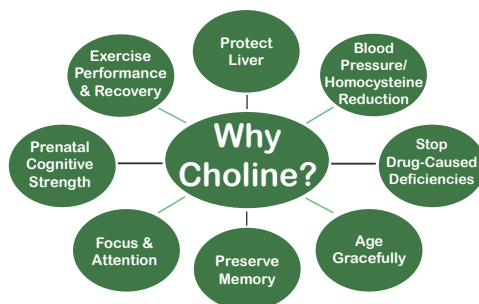 Protect
Liver
Exercise
Performance
& Recovery
Blood
Pressure/
Homocysteine
Reduction
Why
Choline?
Prenatal
Cognitive
Strength
Stop
Drug-Caused
Deficiencies
Focus &
Attention
Preserve
Memory
Age
Gracefully